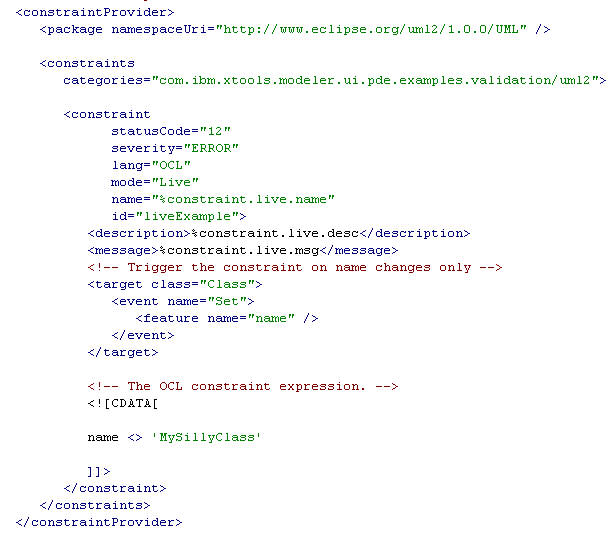 <constraintProvider>
<package namespaceUri="http://www.eclipse.org/uml2/1.0.0/UML" />
<constraints
categories="com.ibm.xtools.modeler.ui.pde.examples.validation/uml2">
<constraint
statusCode="12"
severity="ERROR"
lang="OCL"
mode="Live"
name="%constraint.live.name"
id="liveExample">
<description>%constraint.live.desc</description>
<message>%constraint.live.msg</message>
<!-- Trigger the constraint on name changes only -->
<target class="Class">
<event name="Set">
<feature name="name" />
</event>
</target>
<!-- The OCL constraint expression. -->
<![CDATA[
name <> 'MySillyClass'
]]>
</constraint>
</constraints>
</constraintProvider>